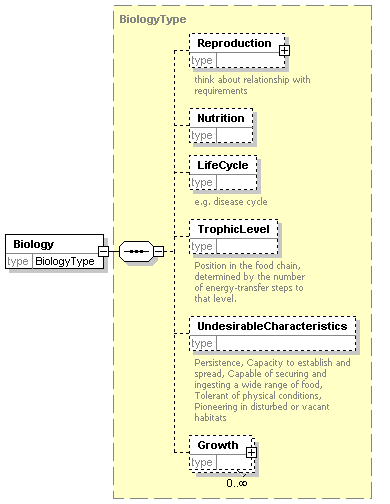 BiologyType
Reproduction
type
think about relationship with
requirements
Nutrition
type
LifeCycle
type
e.g. disease cycle
Biology
type BiologyType
TrophicLevel
type
Position in the food chain,
determined by the number
of energy-transfer steps to
that level.
UndesirableCharacteristics
type
Persistence, Capacity to establish and
spread, Capable of securing and
ingesting a wide range of food,
Tolerant of physical conditions,
Pioneering in disturbed or vacant
habitats
Growth
type
0..∞